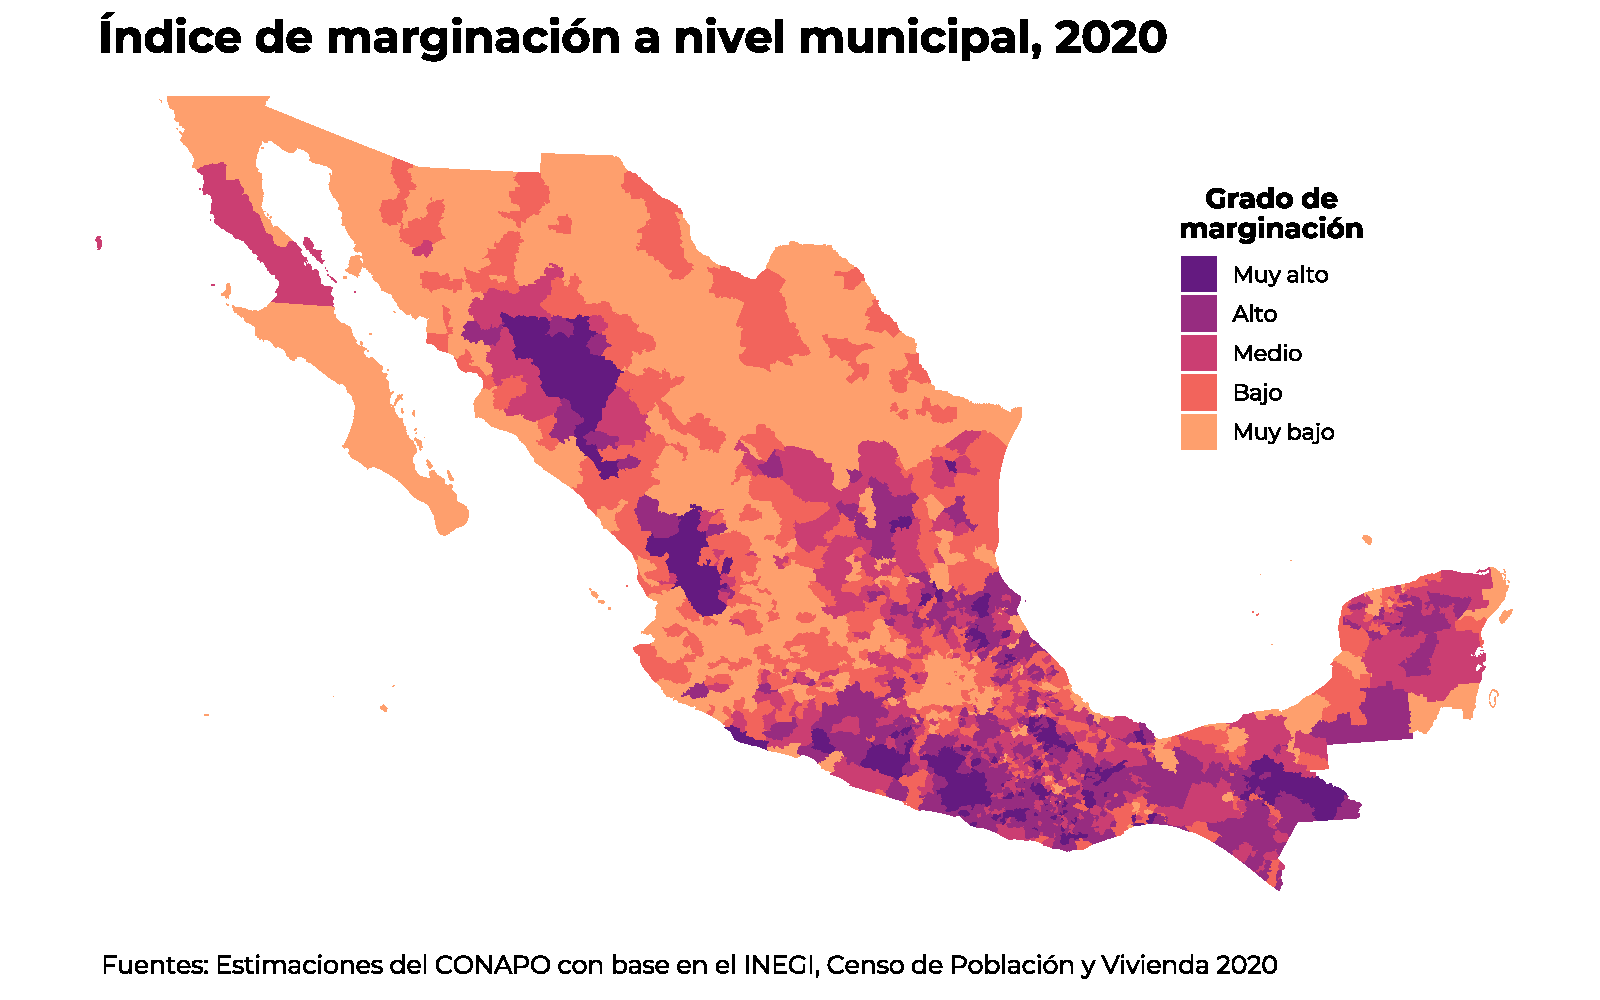 Índice de marginación a nivel municipal, 2020
Grado de
marginación
Muy alto
Alto
Medio
Bajo
Muy bajo
Fuentes: Estimaciones del CONAPO con base en el INEGI, Censo de Población y Vivienda 2020